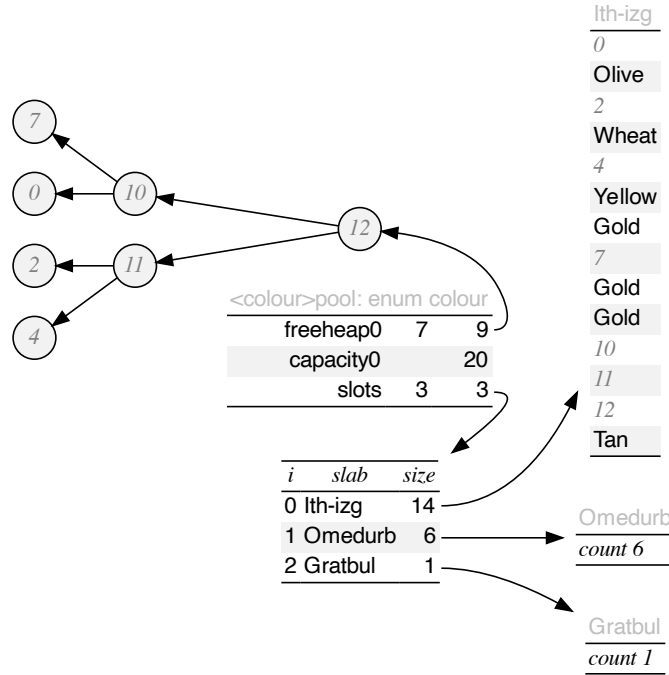 Ith-izg
0
Olive
2
Wheat
4
Yellow
Gold
7
Gold
Gold
10
11
12
Tan
7
0
10
12
2
11
4
<colour>pool: enum colour
freeheap0 7 9
capacity0 20
slots 3 3
i slab size
0 Ith-izg 14
1 Omedurb 6
2 Gratbul 1
Omedurb
count 6
Gratbul
count 1